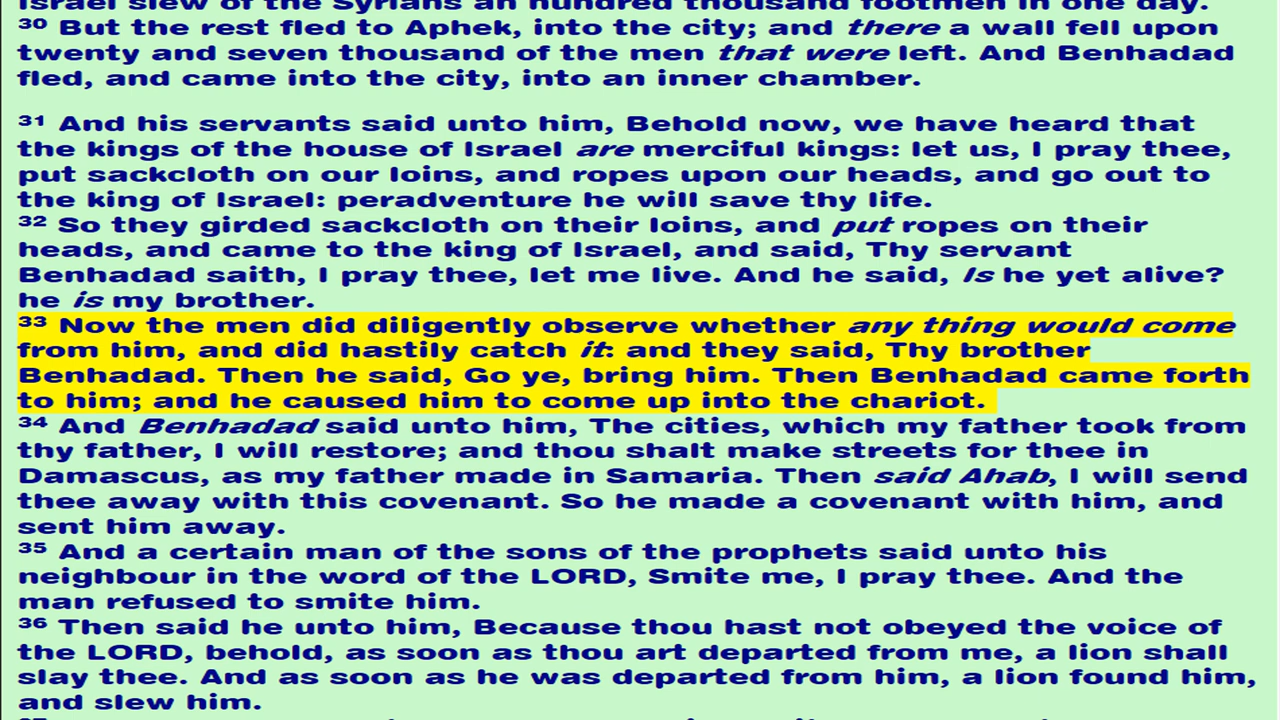 Israel slew of the Syrians an hundred thousand footmen in one day.
30 But the rest fled to Aphek, into the city; and there a wall fell upon
twenty and seven thousand of the men that were left. And Benhadad
fled, and came into the city, into an inner chamber.
31 And his servants said unto him, Behold now, we have heard that
the kings of the house of Israel are merciful kings: let us, I pray thee,
put sackcloth on our loins, and ropes upon our heads, and go out to
the king of Israel: peradventure he will save thy life.
32 So they girded sackcloth on their loins, and put ropes on their
heads, and came to the king of Israel, and said, Thy servant
Benhadad saith, I pray thee, let me live. And he said, Is he yet alive?
he is my brother.
33 Now the men did diligently observe whether any thing would come
from him, and did hastily catch it: and they said, Thy brother
Benhadad. Then he said, Go ye, bring him. Then Benhadad came forth
to him; and he caused him to come up into the chariot.
34 And Benhadad said unto him, The cities, which my father took from
thy father, I will restore; and thou shalt make streets for thee in
Damascus, as my father made in Samaria. Then said Ahab, I will send
thee away with this covenant. So he made a covenant with him, and
sent him away.
35 And a certain man of the sons of the prophets said unto his
neighbour in the word of the LORD, Smite me, I pray thee. And the
man refused to smite him.
36 Then said he unto him, Because thou hast not obeyed the voice of
the LORD, behold, as soon as thou art departed from me, a lion shall
slay thee. And as soon as he was departed from him, a lion found him,
and slew him.